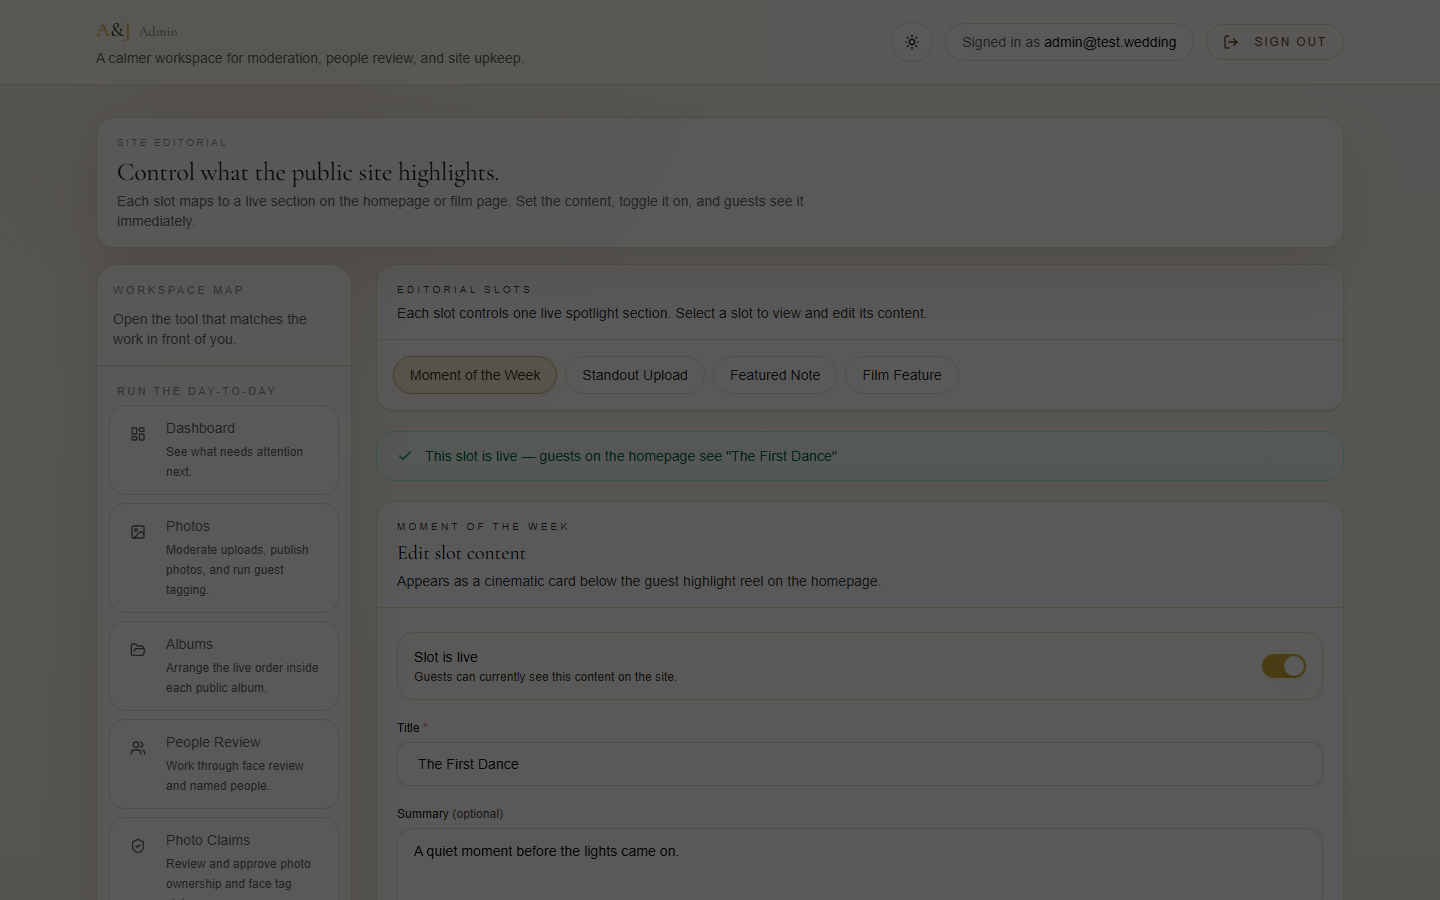 A&J Admin
A calmer workspace for moderation, people review, and site upkeep.
Signed in as admin@test.wedding
SIGN OUT
SITE EDITORIAL
Control what the public site highlights.
Each slot maps to a live section on the homepage or film page. Set the content, toggle it on, and guests see it
immediately.
WORKSPACE MAP
Open the tool that matches the
work in front of you.
RUN THE DAY-TO-DAY
Dashboard
See what needs attention
next.
Photos
Moderate uploads, publish
photos, and run guest
tagging.
Albums
Arrange the live order inside
each public album.
People Review
Work through face review
and named people.
Photo Claims
Review and approve photo
ownership and face tag
EDITORIAL SLOTS
Each slot controls one live spotlight section. Select a slot to view and edit its content.
Moment of the Week
Standout Upload
Featured Note
Film Feature
This slot is live — guests on the homepage see "The First Dance"
MOMENT OF THE WEEK
Edit slot content
Appears as a cinematic card below the guest highlight reel on the homepage.
Slot is live
Guests can currently see this content on the site.
Title *
The First Dance
Summary (optional)
A quiet moment before the lights came on.